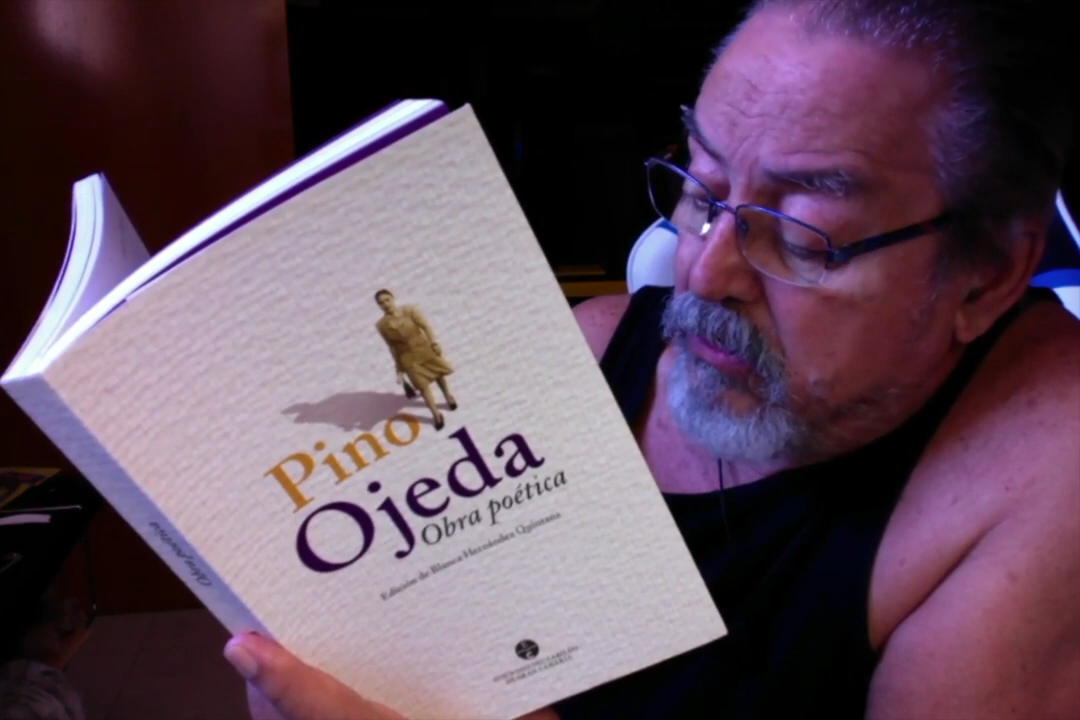 Pino
Ojeda
Obra poética
Edición de Blanca Hernández Quintana
Obra poética